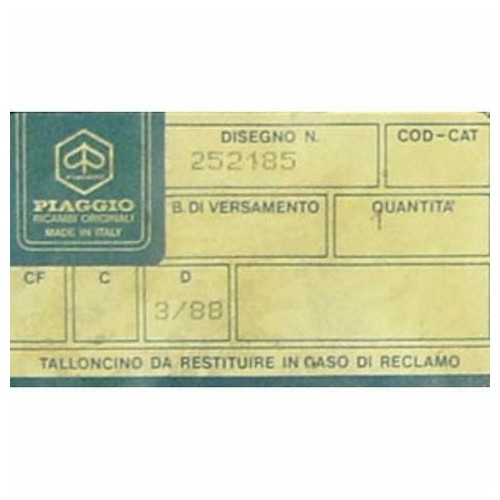 PIAGGIO
PIAGGIO
RICAMBI ORIGINALI
MADE IN ITALY
DISEGNO N. COD-CAT
252185
B. DI VERSAMENTO QUANTITA'
1
CF C D
3/88
TALLONCINO DA RESTITUIRE IN CASO DI RECLAMO